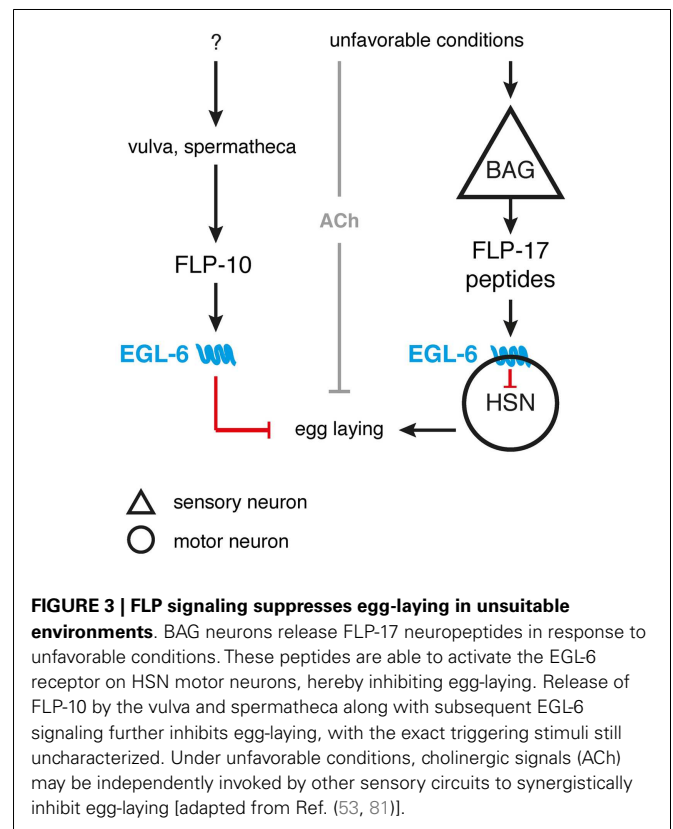 ? unfavorable conditions
vulva, spermatheca
BAG
ACh
FLP-10
FLP-17
peptides
EGL-6 EGL-6
HSN
egg laying
sensory neuron
motor neuron
FIGURE 3 | FLP signaling suppresses egg-laying in unsuitable
environments. BAG neurons release FLP-17 neuropeptides in response to
unfavorable conditions. These peptides are able to activate the EGL-6
receptor on HSN motor neurons, hereby inhibiting egg-laying. Release of
FLP-10 by the vulva and spermatheca along with subsequent EGL-6
signaling further inhibits egg-laying, with the exact triggering stimuli still
uncharacterized. Under unfavorable conditions, cholinergic signals (ACh)
may be independently invoked by other sensory circuits to synergistically
inhibit egg-laying [adapted from Ref. (53, 81)].